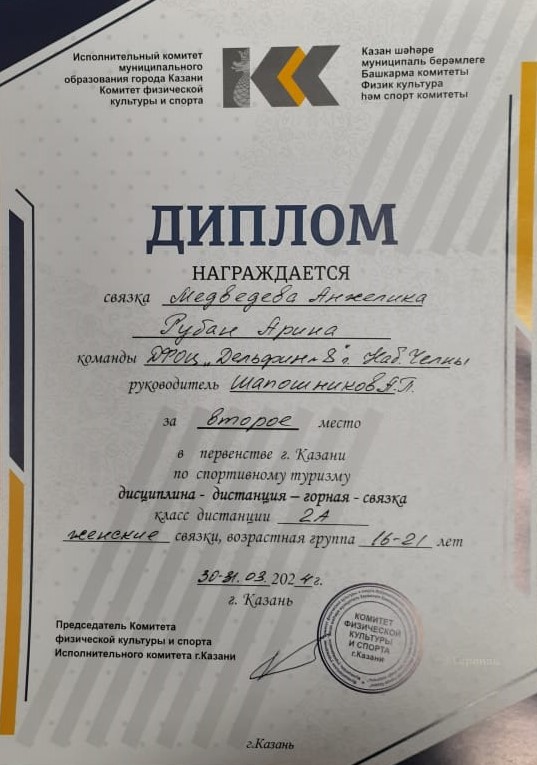 Исполнительный комитет
муниципального
образования города Казани
Комитет физической
культуры и спорта
Казан шәһәре
муниципаль берәмлеге
Башкарма комитеты
Физик культура
һәм спорт комитеты
ДИПЛОМ
НАГРАЖДАЕТСЯ
связка Медведева Анжелика
Рубан Арина
команды ДФОЦ „Дельфин-8" г. Наб. Челны
руководитель Шапошников А.П.
за второе место
в первенстве г. Казани
по спортивному туризму
дисциплина - дистанция – горная - связка
класс дистанции 2А
женские связки, возрастная группа 16-21 лет
30-31.03.2024г.
г. Казань
Председатель Комитета
физической культуры и спорта
Исполнительного комитета г.Казани
КОМИТЕТ
ФИЗИЧЕСКОЙ
КУЛЬТУРЫ
И СПОРТА
г.Казани
г.Казань